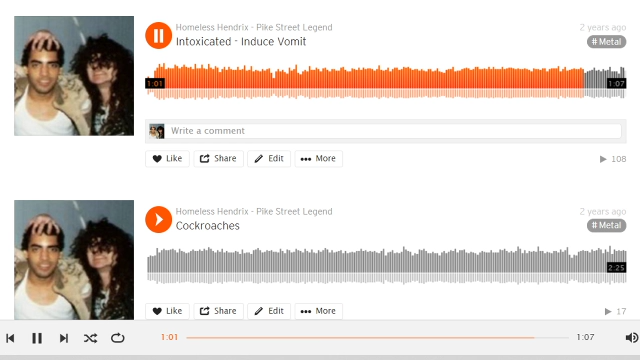 Homeless Hendrix - Pike Street Legend
2 years ago
Intoxicated - Induce Vomit
# Metal
1:01
1:07
Write a comment
Like Share Edit More
108
Homeless Hendrix - Pike Street Legend
2 years ago
Cockroaches
# Metal
2:25
Like Share Edit More
17
1:01
1:07